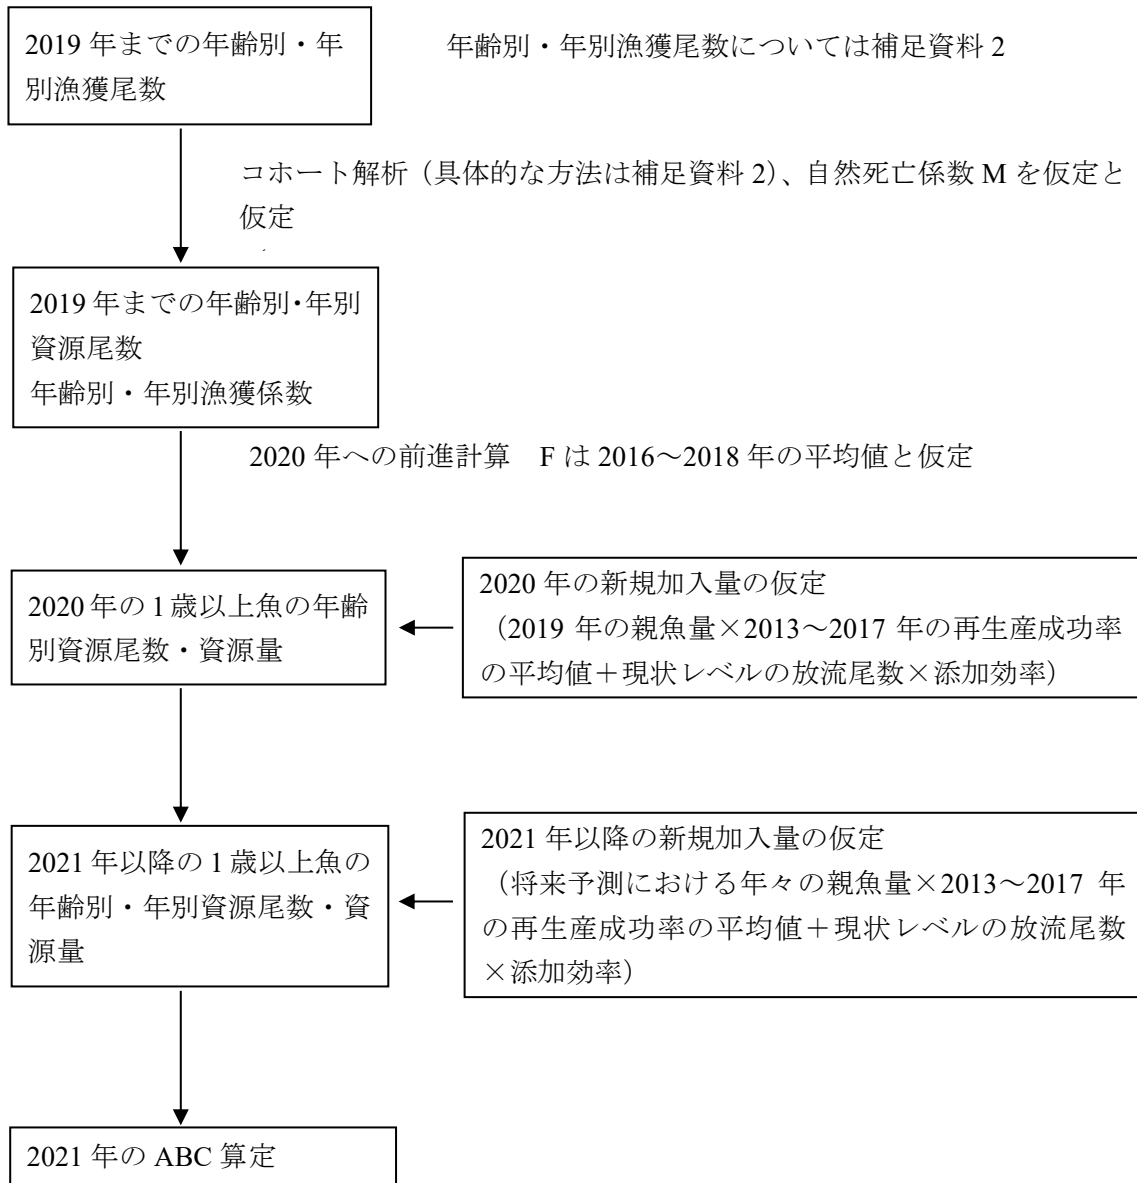 2019 年までの年齢別・年
別漁獲尾数
年齢別・年別漁獲尾数については補足資料 2
コホート解析（具体的な方法は補足資料 2）、自然死亡係数 M を仮定と
仮定
2019 年までの年齢別・年別
資源尾数
年齢別・年別漁獲係数
2020 年への前進計算　F は 2016～2018 年の平均値と仮定
2020 年の 1 歳以上魚の年齢
別資源尾数・資源量
2020 年の新規加入量の仮定
（2019 年の親魚量×2013～2017 年の再生産成功率
の平均値＋現状レベルの放流尾数×添加効率）
2021 年以降の 1 歳以上魚の
年齢別・年別資源尾数・資
源量
2021 年以降の新規加入量の仮定
（将来予測における年々の親魚量×2013～2017 年
の再生産成功率の平均値＋現状レベルの放流尾数
×添加効率）
2021 年の ABC 算定